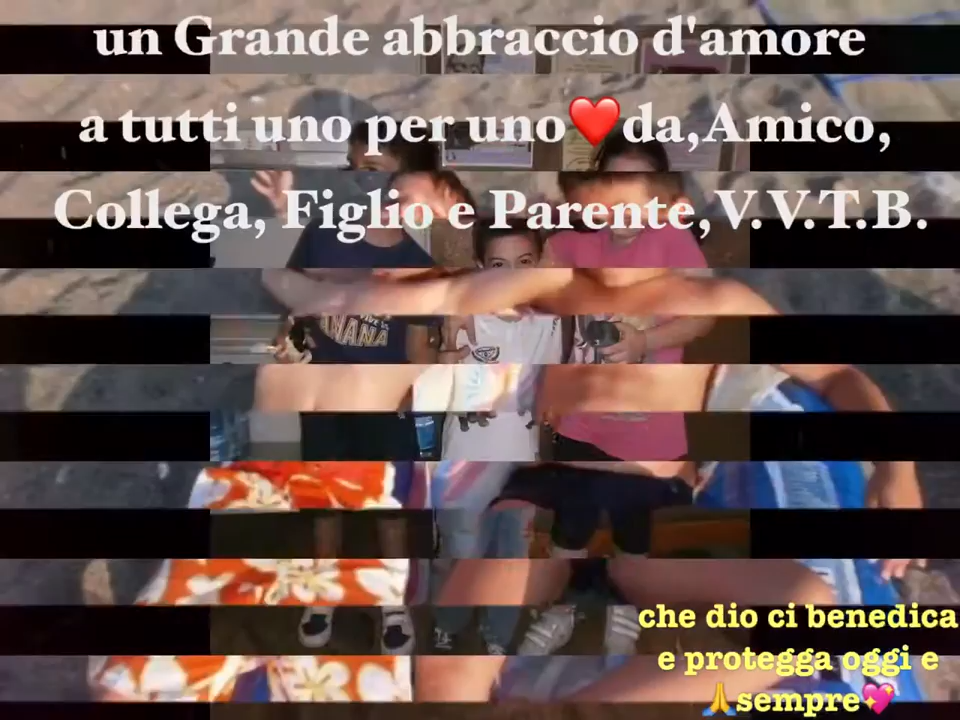 un Grande abbraccio d'amore
a tutti uno per uno❤️da,Amico,
Collega, Figlio e Parente,V.V.T.B.
NANA
che dio ci benedica
e protegga oggi e
🙏sempre💖